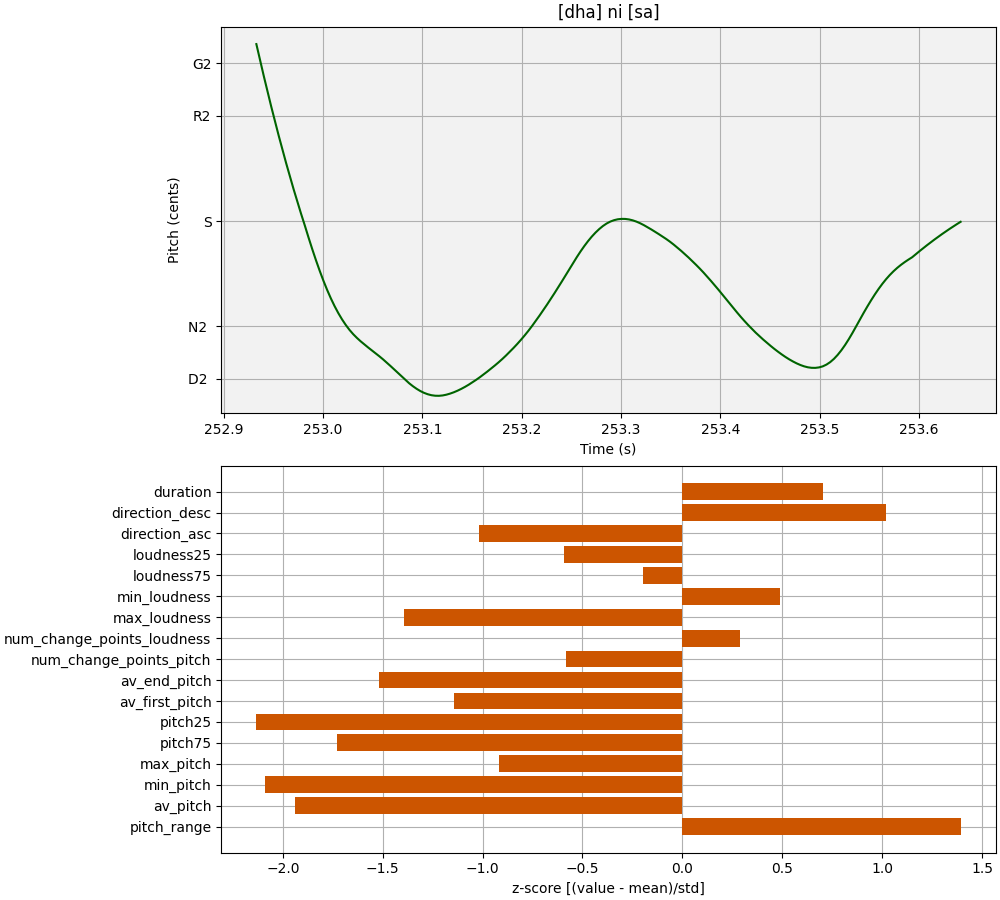 [dha] ni [sa]
G2
R2
S
N2
D2
Pitch (cents)
252.9 253.0 253.1 253.2 253.3 253.4 253.5 253.6
Time (s)
duration
direction_desc
direction_asc
loudness25
loudness75
min_loudness
max_loudness
num_change_points_loudness
num_change_points_pitch
av_end_pitch
av_first_pitch
pitch25
pitch75
max_pitch
min_pitch
av_pitch
pitch_range
−2.0 −1.5 −1.0 −0.5 0.0 0.5 1.0 1.5
z-score [(value - mean)/std]